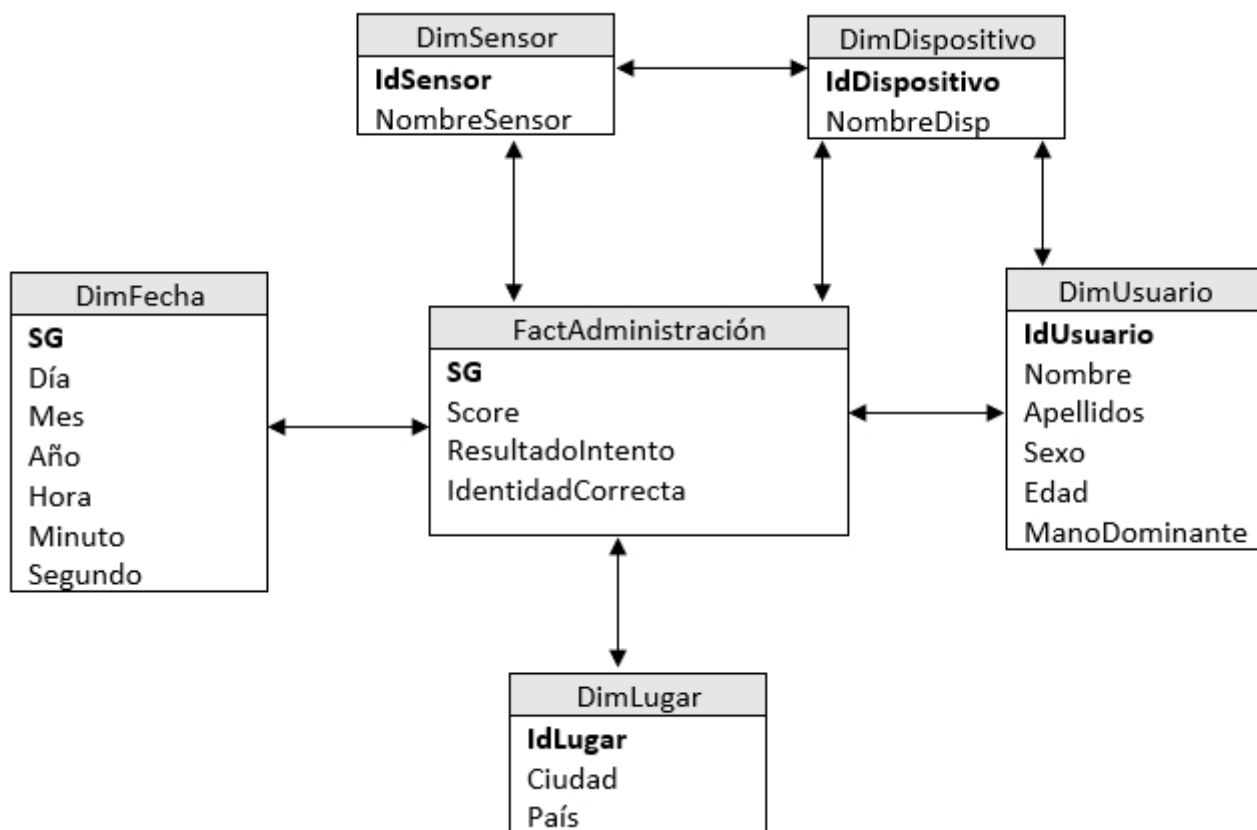 DimSensor
IdSensor
NombreSensor
DimDispositivo
IdDispositivo
NombreDisp
DimFecha
SG
Día
Mes
Año
Hora
Minuto
Segundo
FactAdministración
SG
Score
ResultadoIntento
IdentidadCorrecta
DimUsuario
IdUsuario
Nombre
Apellidos
Sexo
Edad
ManoDominante
DimLugar
IdLugar
Ciudad
País